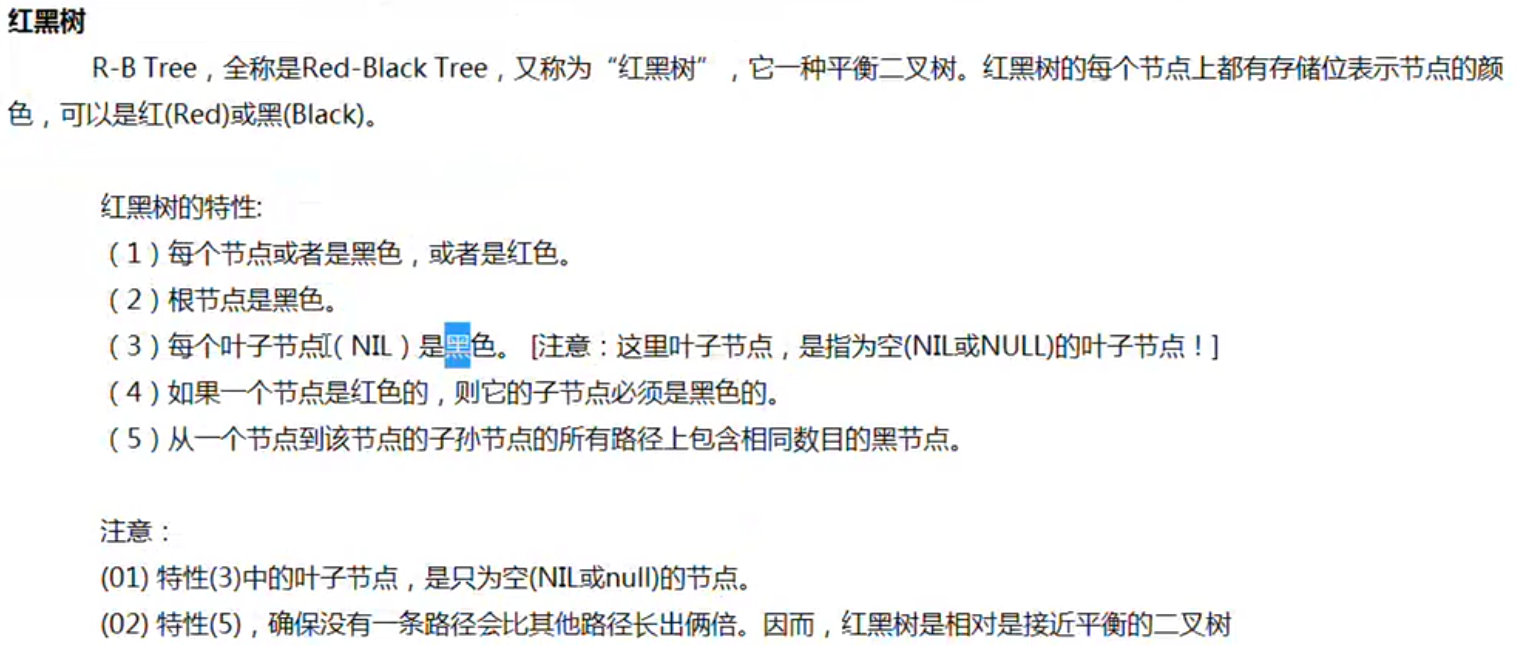 红黑树
R-B Tree，全称是Red-Black Tree，又称为“红黑树”，它一种平衡二叉树。红黑树的每个节点上都有存储位表示节点的颜
色，可以是红(Red)或黑(Black)。
红黑树的特性:
（1）每个节点或者是黑色，或者是红色。
（2）根节点是黑色。
（3）每个叶子节点（NIL）是黑色。 [注意：这里叶子节点，是指为空(NIL或NULL)的叶子节点！]
（4）如果一个节点是红色的，则它的子节点必须是黑色的。
（5）从一个节点到该节点的子孙节点的所有路径上包含相同数目的黑节点。
注意：
(01) 特性(3)中的叶子节点，是只为空(NIL或null)的节点。
(02) 特性(5)，确保没有一条路径会比其他路径长出俩倍。因而，红黑树是相对是接近平衡的二叉树